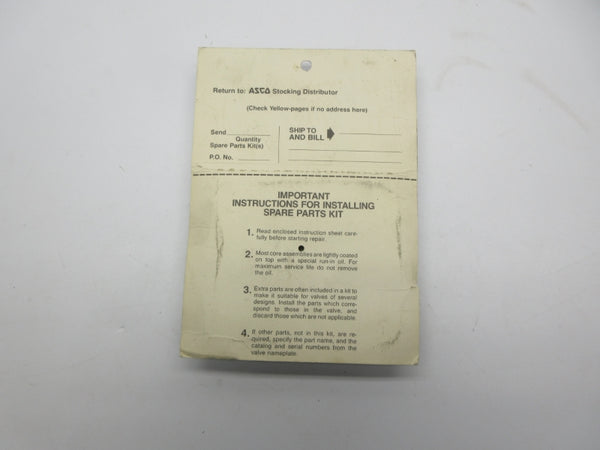 Return to: ASCO Stocking Distributor
(Check Yellow-pages if no address here)
Send
Quantity
Spare Parts Kit(s)
P.O. No.
SHIP TO
AND BILL
IMPORTANT
INSTRUCTIONS FOR INSTALLING
SPARE PARTS KIT
1. Read enclosed instruction sheet care-
fully before starting repair.
2. Most core assemblies are lightly coated
on top with a special run-in oil. For
maximum service life do not remove
the oil.
3. Extra parts are often included in a kit to
make it suitable for valves of several
designs. Install the parts which corre-
spond to those in the valve, and
discard those which are not applicable.
4. If other parts, not in this kit, are re-
quired, specify the part name, and the
catalog and serial numbers from the
valve nameplate.